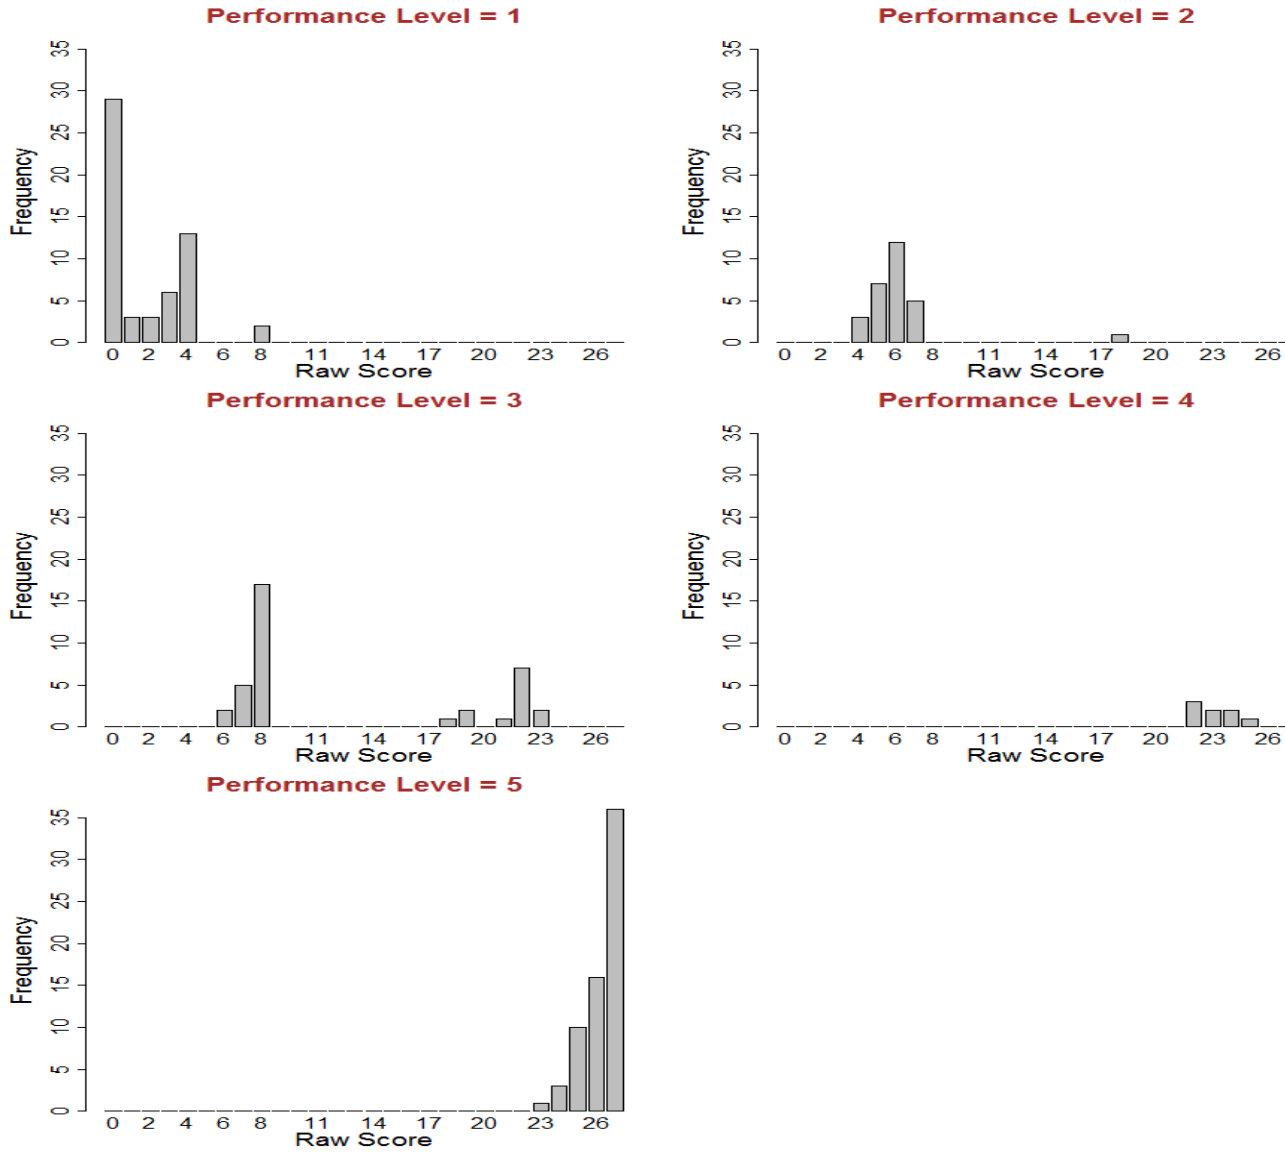 Performance Level = 1
35
30
25
20
15
10
5
0
Frequency
0 2 4 6 8 11 14 17 20 23 26
Raw Score
Performance Level = 2
35
30
25
20
15
10
5
0
Frequency
0 2 4 6 8 11 14 17 20 23 26
Raw Score
Performance Level = 3
35
30
25
20
15
10
5
0
Frequency
0 2 4 6 8 11 14 17 20 23 26
Raw Score
Performance Level = 4
35
30
25
20
15
10
5
0
Frequency
0 2 4 6 8 11 14 17 20 23 26
Raw Score
Performance Level = 5
35
30
25
20
15
10
5
0
Frequency
0 2 4 6 8 11 14 17 20 23 26
Raw Score